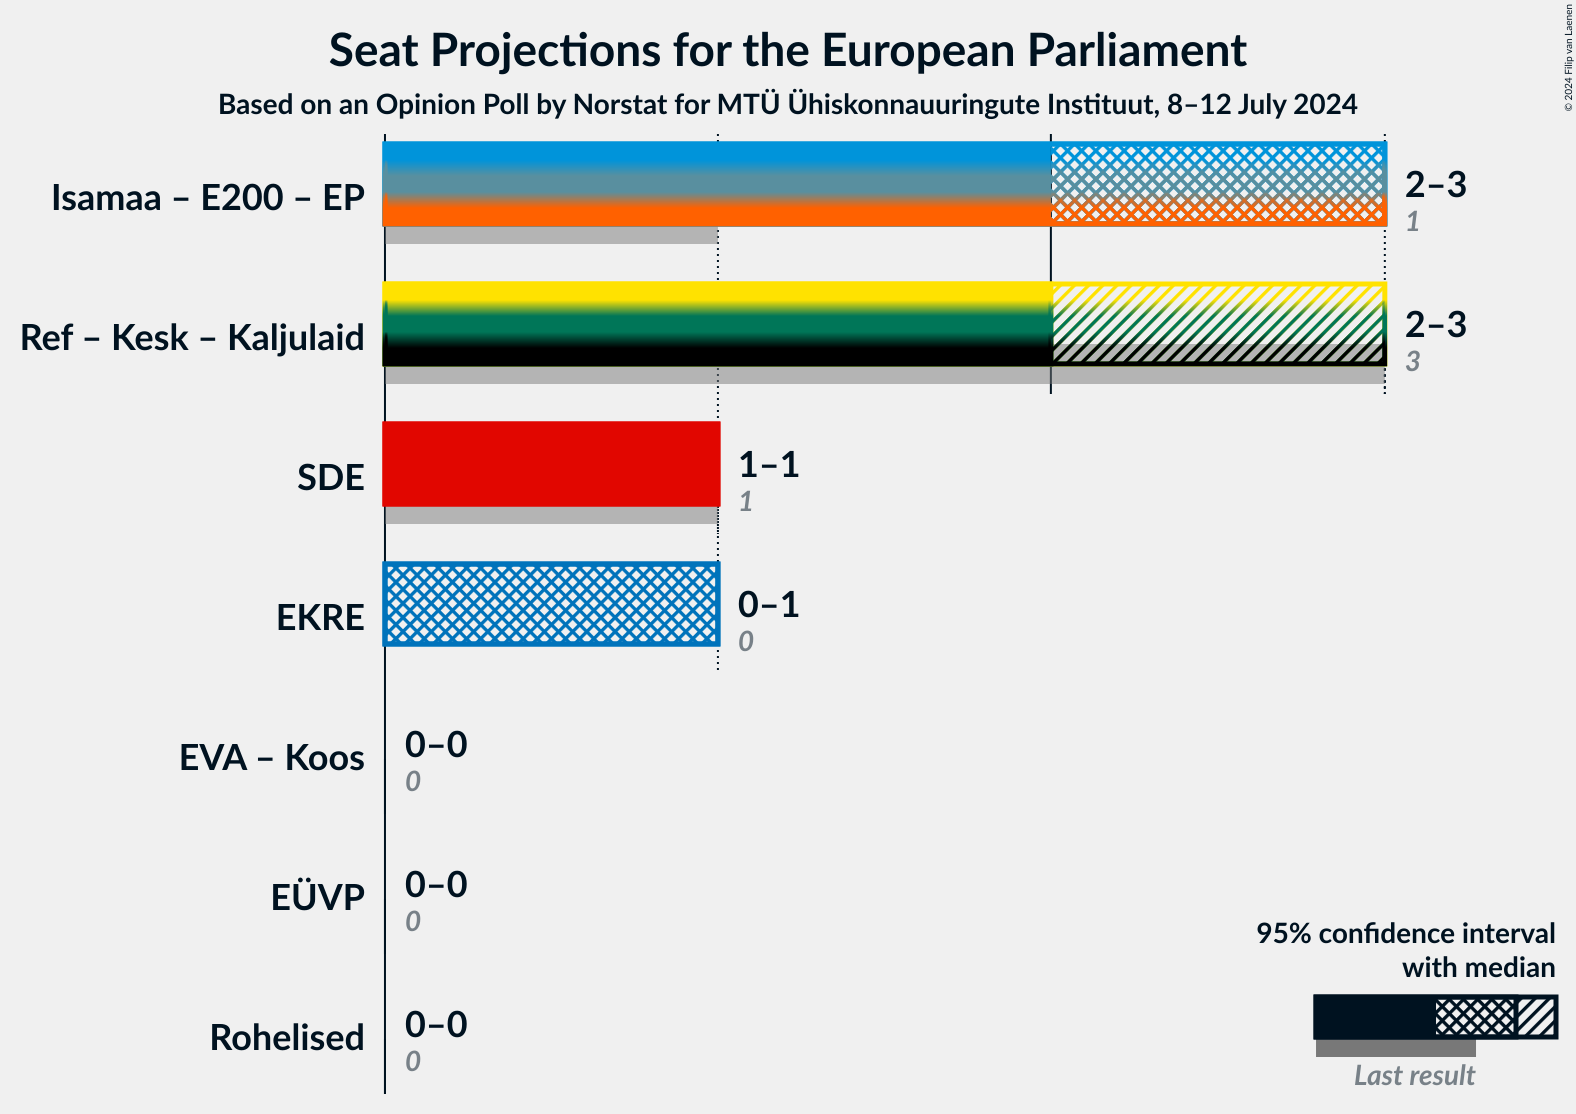 Seat Projections for the European Parliament
Based on an Opinion Poll by Norstat for MTÜ Ühiskonnauuringute Instituut, 8–12 July 2024
© 2024 Filip van Laenen
Isamaa – E200 – EP
2–3
1
Ref – Kesk – Kaljulaid
2–3
3
SDE
1–1
1
EKRE
0–1
0
EVA – Koos
0–0
0
EÜVP
0–0
0
Rohelised
0–0
0
95% confidence interval
with median
Last result